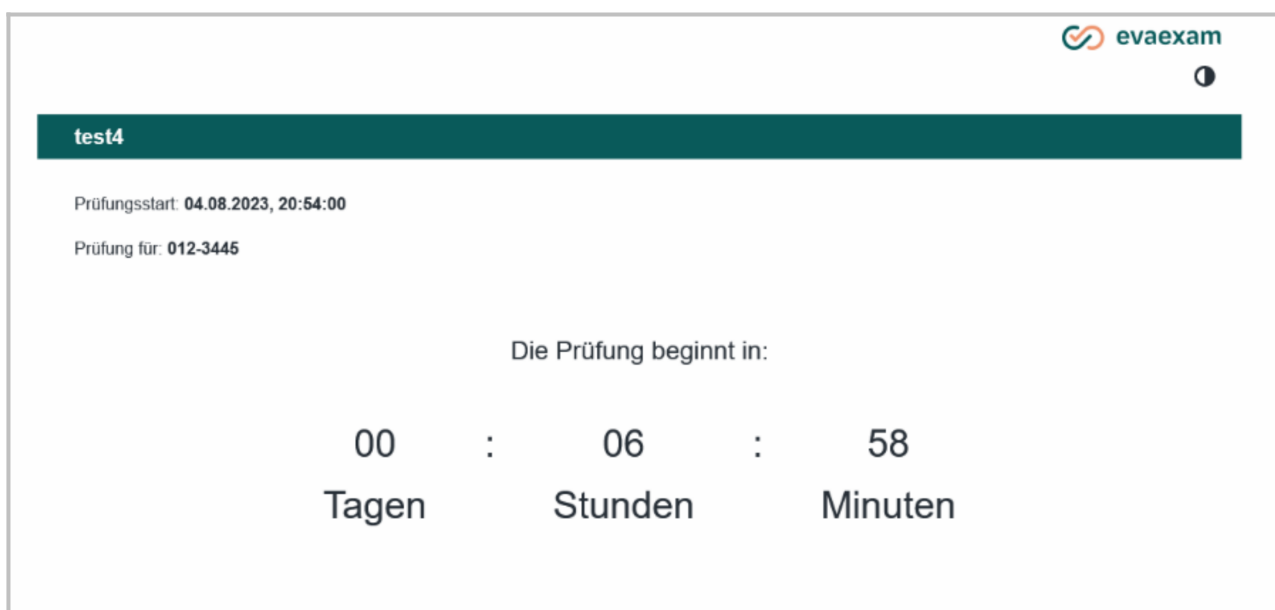 evaexam
test4
Prüfungsstart: 04.08.2023, 20:54:00
Prüfung für: 012-3445
Die Prüfung beginnt in:
00 : 06 : 58
Tagen Stunden Minuten